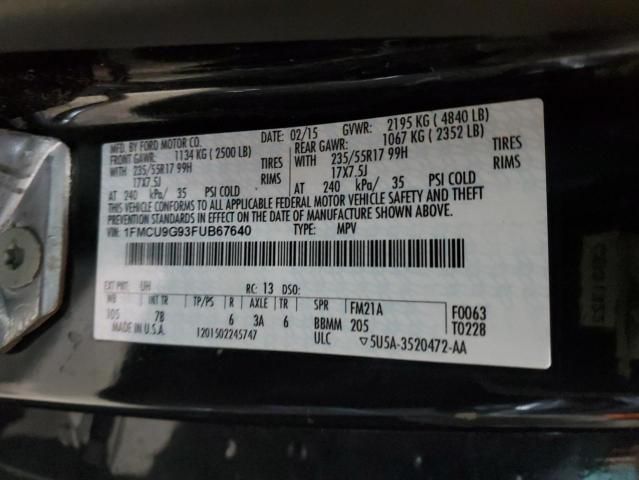 MFD. BY FORD MOTOR CO.
DATE: 02/15 GVWR: 2195 KG ( 4840 LB)
FRONT GAWR: 1134 KG ( 2500 LB) REAR GAWR: 1067 KG ( 2352 LB)
WITH 235/55R17 99H TIRES WITH 235/55R17 99H TIRES
17X7.5J RIMS 17X7.5J RIMS
AT 240 kPa/ 35 PSI COLD AT 240 kPa/ 35 PSI COLD
THIS VEHICLE CONFORMS TO ALL APPLICABLE FEDERAL MOTOR VEHICLE SAFETY AND THEFT
PREVENTION STANDARDS IN EFFECT ON THE DATE OF MANUFACTURE SHOWN ABOVE.
VIN: 1FMCU9G93FUB67640 TYPE: MPV
EXT PNT: UH RC: 13 DSO:
WB INT TR TP/PS R AXLE TR SPR FM21A F0063
105 7B 6 3A 6 BBMM 205 T0228
MADE IN U.S.A. 1201502245747 ULC ▽5U5A-3520472-AA